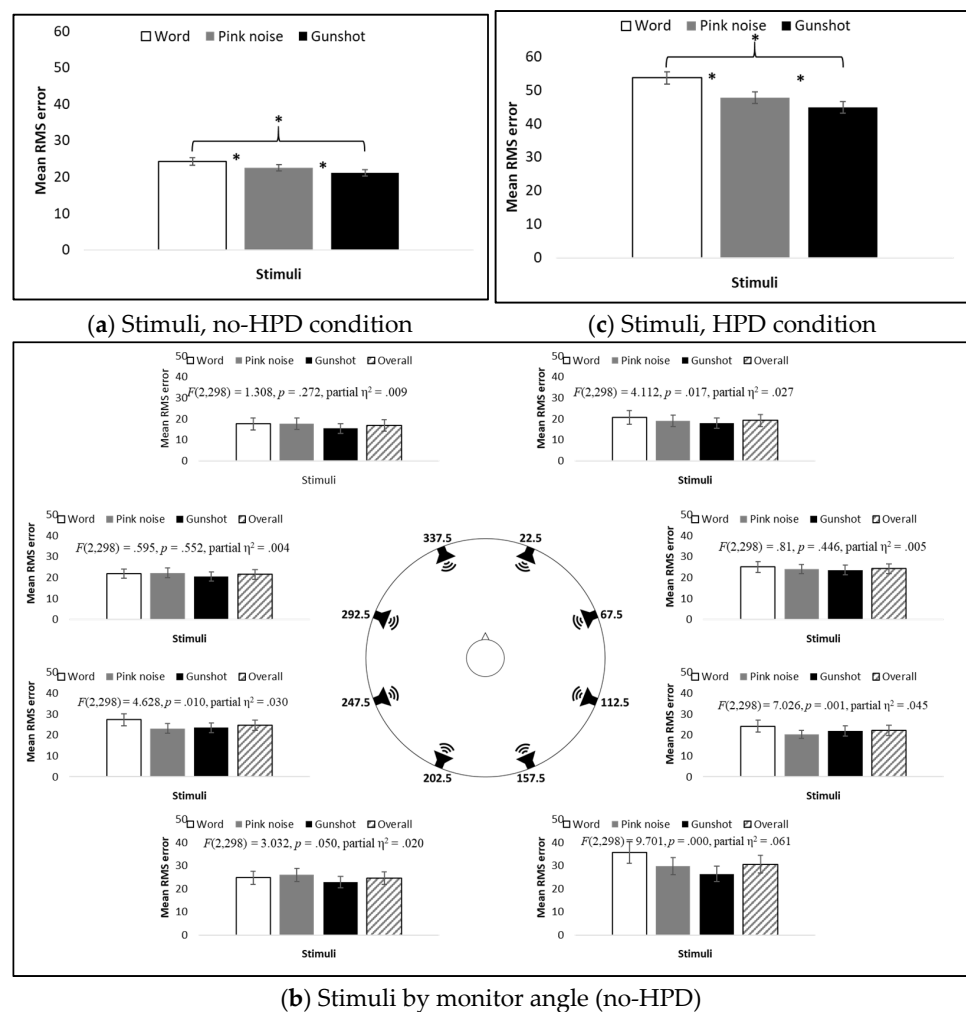 Word Pink noise Gunshot
60
50
40
30
20
10
0
Mean RMS error
*
* *
Stimuli
(a) Stimuli, no-HPD condition
Word Pink noise Gunshot
60
50
40
30
20
10
0
Mean RMS error
*
* *
Stimuli
(c) Stimuli, HPD condition
Word Pink noise Gunshot Overall
F(2,298) = 1.308, p = .272, partial η² = .009
50
40
30
20
10
0
Mean RMS error
Stimuli
Word Pink noise Gunshot Overall
F(2,298) = 4.112, p = .017, partial η² = .027
50
40
30
20
10
0
Mean RMS error
Stimuli
Word Pink noise Gunshot Overall
F(2,298) = .595, p = .552, partial η² = .004
50
40
30
20
10
0
Mean RMS error
Stimuli
337.5 22.5
292.5 67.5
247.5 112.5
202.5 157.5
Word Pink noise Gunshot Overall
F(2,298) = .81, p = .446, partial η² = .005
50
40
30
20
10
0
Mean RMS error
Stimuli
Word Pink noise Gunshot Overall
F(2,298) = 4.628, p = .010, partial η² = .030
50
40
30
20
10
0
Mean RMS error
Stimuli
Word Pink noise Gunshot Overall
F(2,298) = 7.026, p = .001, partial η² = .045
50
40
30
20
10
0
Mean RMS error
Stimuli
Word Pink noise Gunshot Overall
F(2,298) = 3.032, p = .050, partial η² = .020
50
40
30
20
10
0
Mean RMS error
Stimuli
Word Pink noise Gunshot Overall
F(2,298) = 9.701, p = .000, partial η² = .061
50
40
30
20
10
0
Mean RMS error
Stimuli
(b) Stimuli by monitor angle (no-HPD)